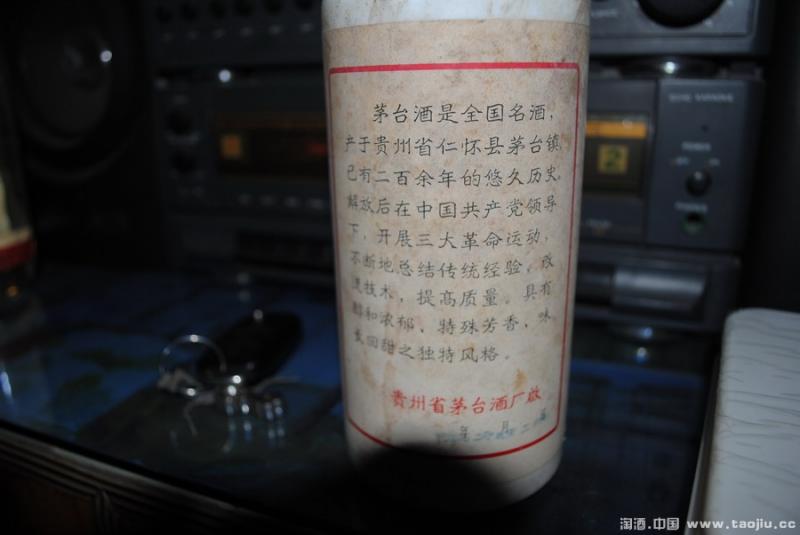 茅台酒是全国名酒，
产于贵州省仁怀县茅台镇，
已有二百余年的悠久历史，
解放后在中国共产党领导
下，开展三大革命运动，
不断地总结传统经验，改
进技术，提高质量。具有
醇和浓郁、特殊芳香，味
长回甜之独特风格。
贵州省茅台酒厂啟
年 月
2
淘酒.中国 www.taojiu.cc